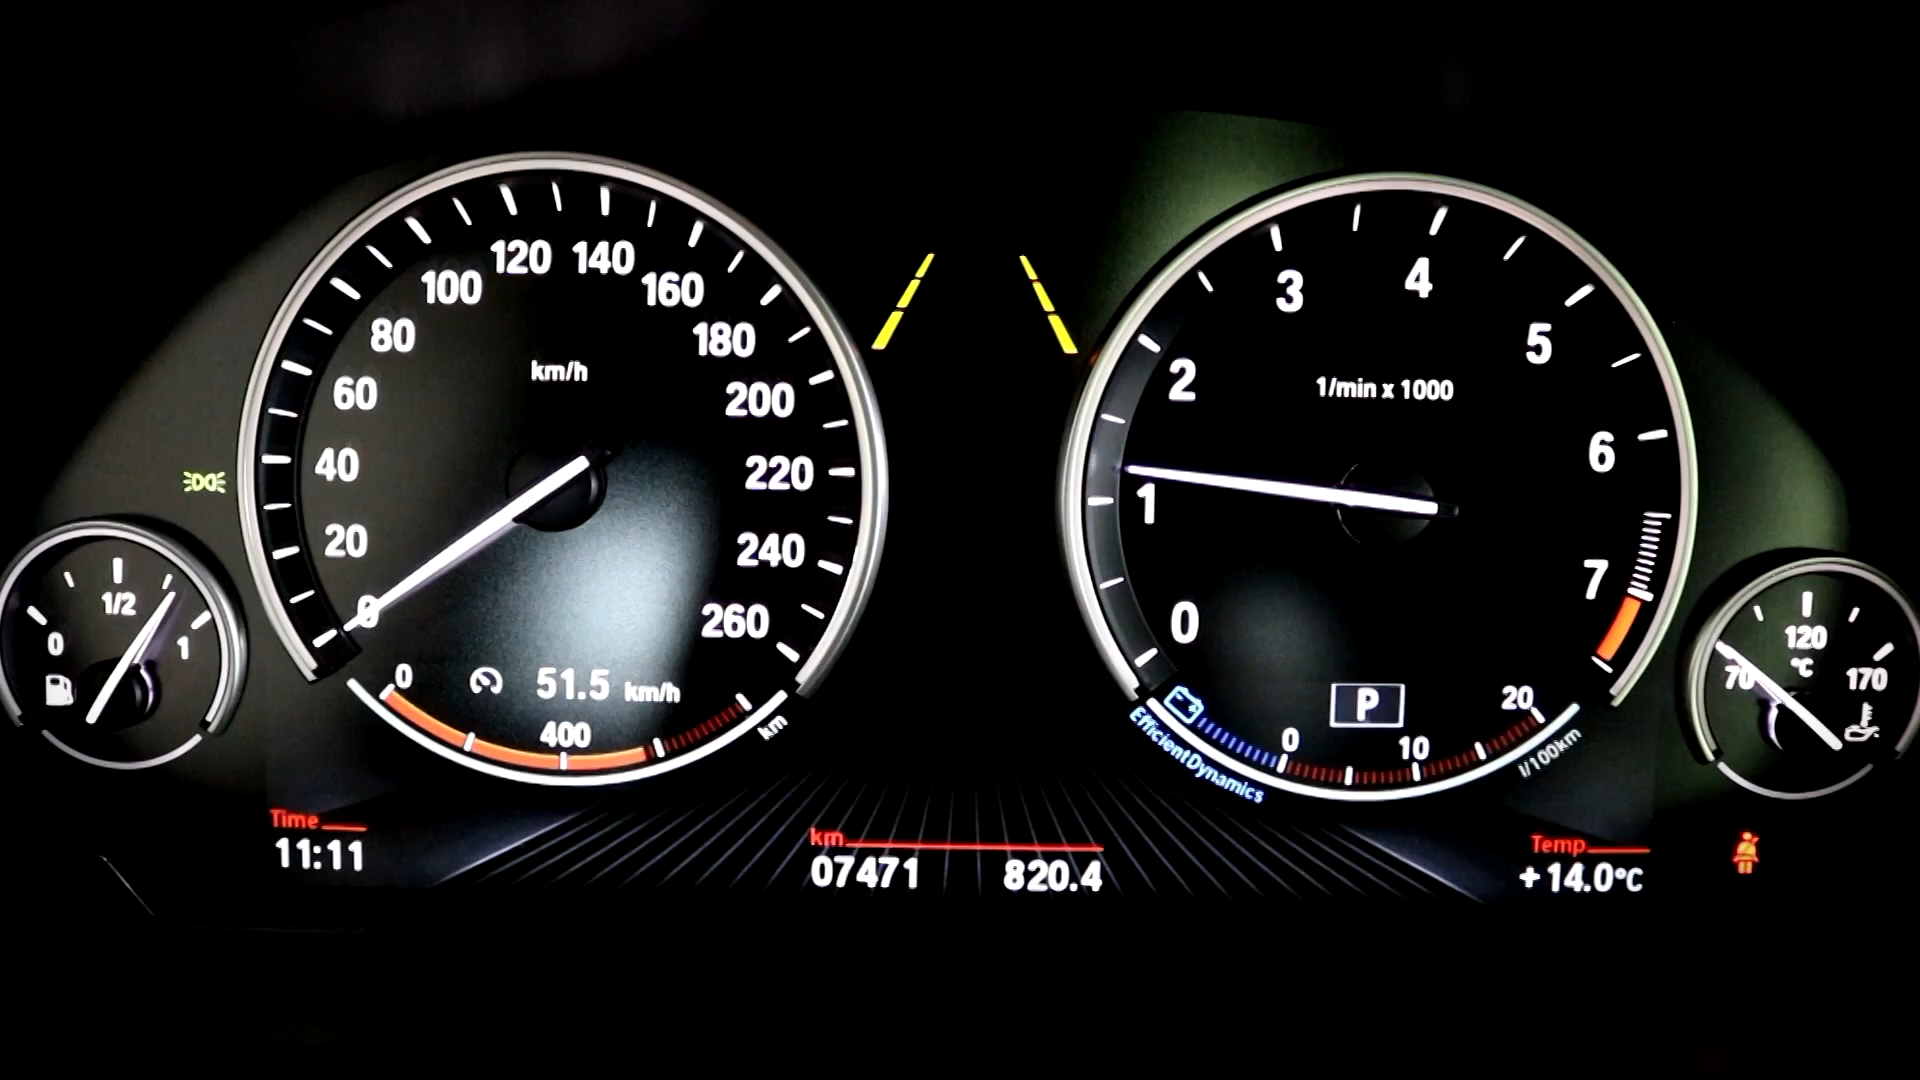 0
20
40
60
80
100
120
140
160
180
200
220
240
260
km/h
51.5 km/h
0
400
km
0
1/2
1
0
1
2
3
4
5
6
7
1/min x 1000
P
0
10
20
l/100km
EfficientDynamics
70
120
°C
170
Time
11:11
km
07471 820.4
Temp
+14.0°C